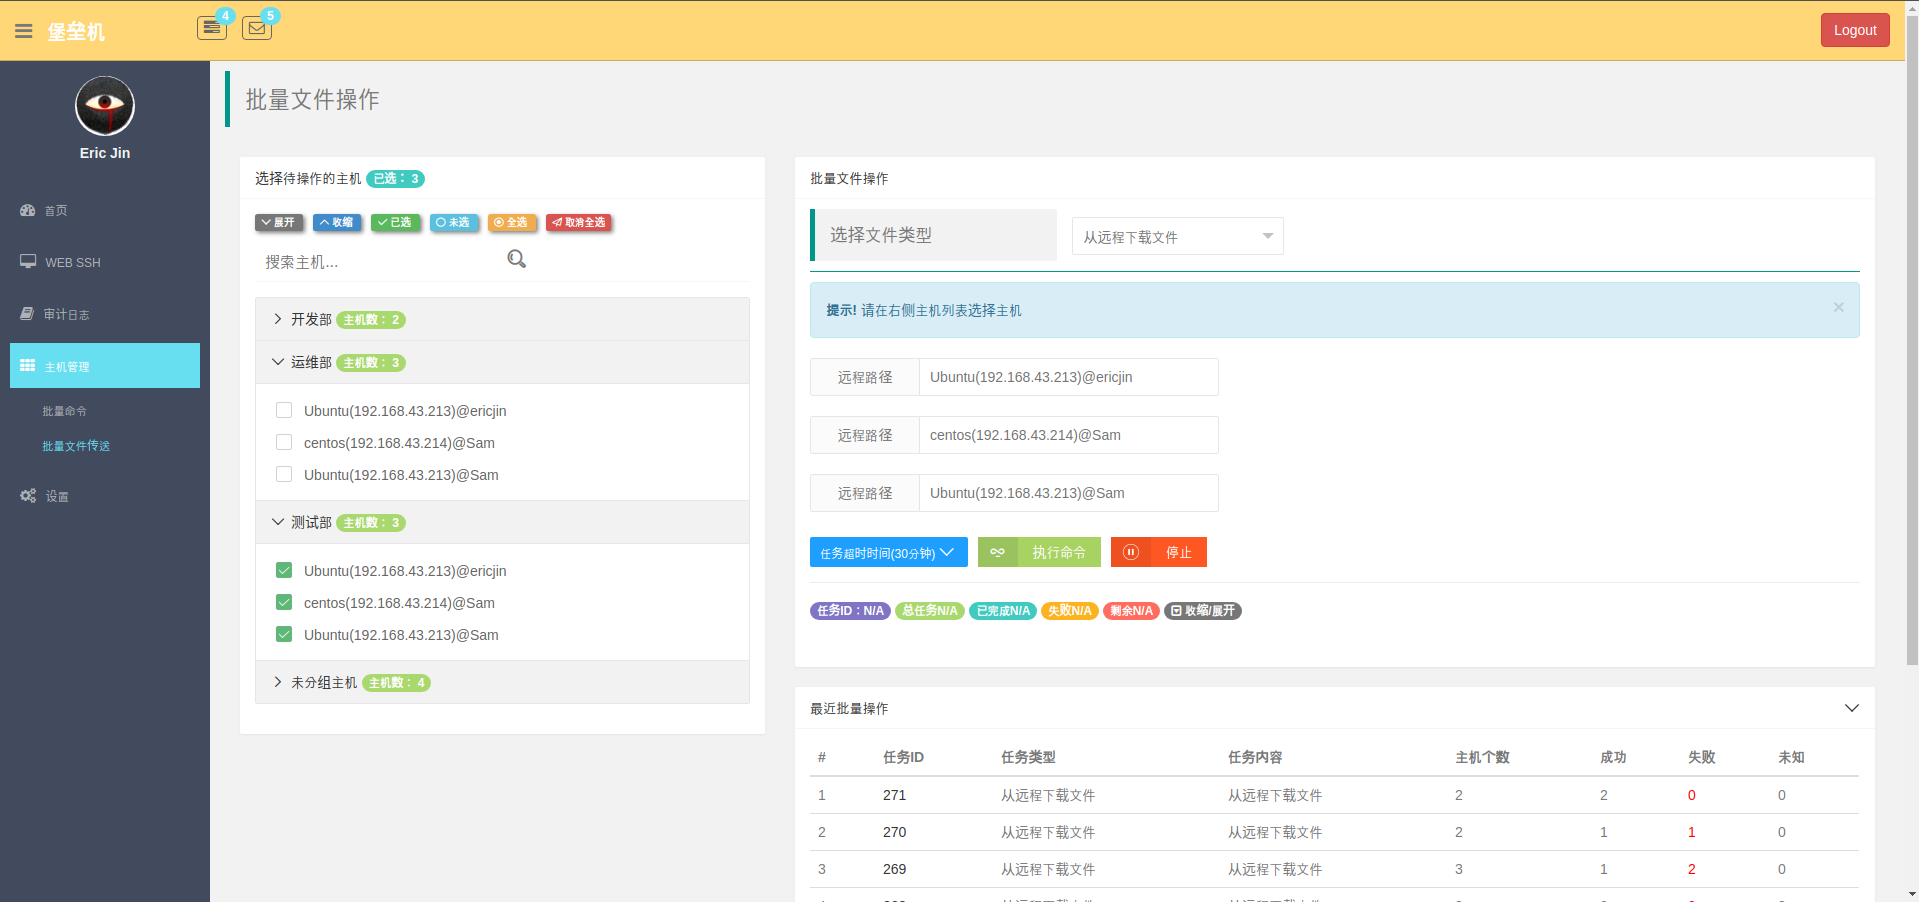 堡垒机
4
5
Logout
Eric Jin
首页
WEB SSH
审计日志
主机管理
批量命令
批量文件传送
设置
批量文件操作
选择待操作的主机 已选： 3
展开 收缩 已选 未选 全选 取消全选
搜索主机...
开发部 主机数： 2
运维部 主机数： 3
Ubuntu(192.168.43.213)@ericjin
centos(192.168.43.214)@Sam
Ubuntu(192.168.43.213)@Sam
测试部 主机数： 3
Ubuntu(192.168.43.213)@ericjin
centos(192.168.43.214)@Sam
Ubuntu(192.168.43.213)@Sam
未分组主机 主机数： 4
批量文件操作
选择文件类型 从远程下载文件
提示! 请在右侧主机列表选择主机 ×
远程路径 Ubuntu(192.168.43.213)@ericjin
远程路径 centos(192.168.43.214)@Sam
远程路径 Ubuntu(192.168.43.213)@Sam
任务超时时间(30分钟) 执行命令 停止
任务ID：N/A 总任务N/A 已完成N/A 失败N/A 剩余N/A 收缩/展开
最近批量操作
# 任务ID 任务类型 任务内容 主机个数 成功 失败 未知
1 271 从远程下载文件 从远程下载文件 2 2 0 0
2 270 从远程下载文件 从远程下载文件 2 1 1 0
3 269 从远程下载文件 从远程下载文件 3 1 2 0